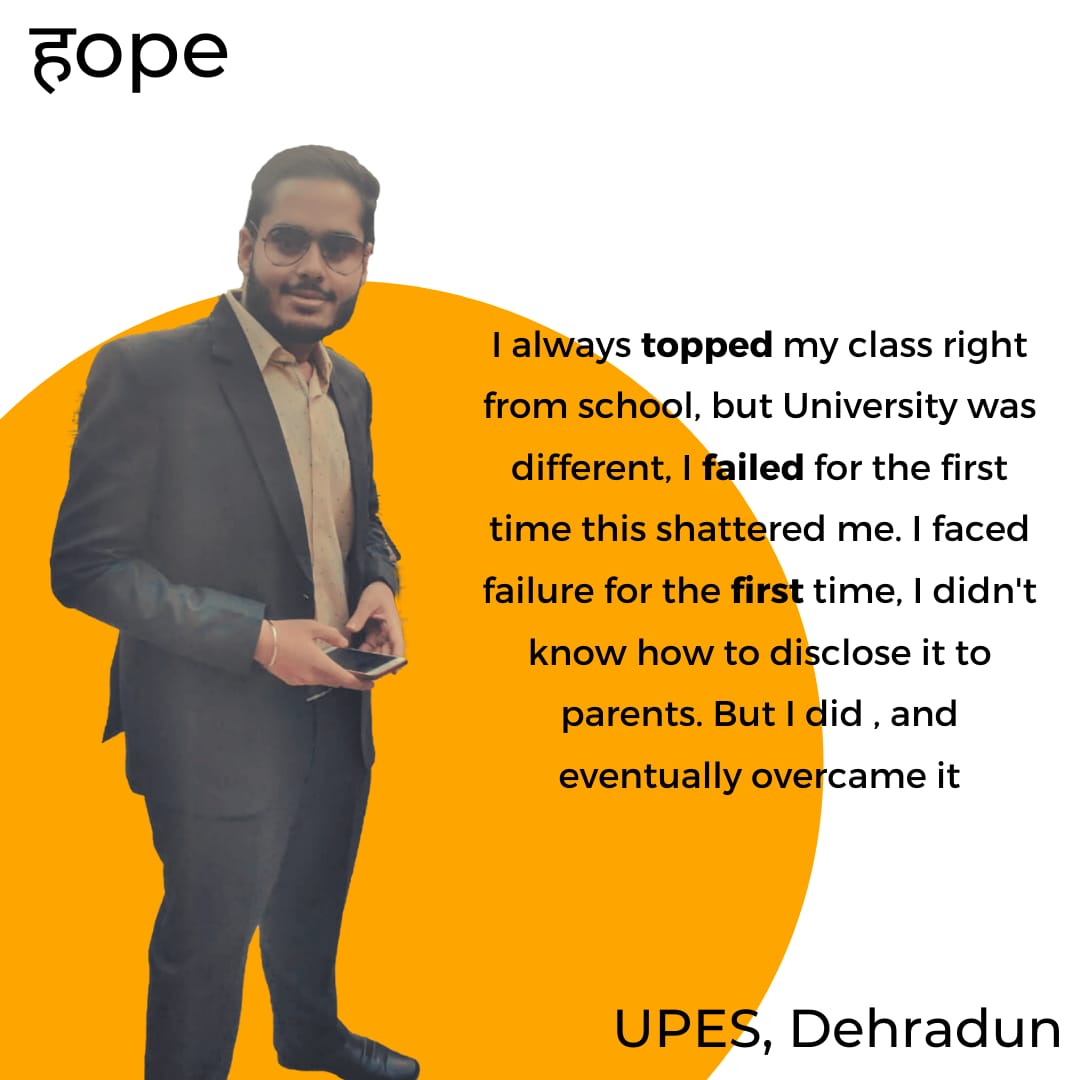 हope
I always topped my class right
from school, but University was
different, I failed for the first
time this shattered me. I faced
failure for the first time, I didn't
know how to disclose it to
parents. But I did , and
eventually overcame it
UPES, Dehradun